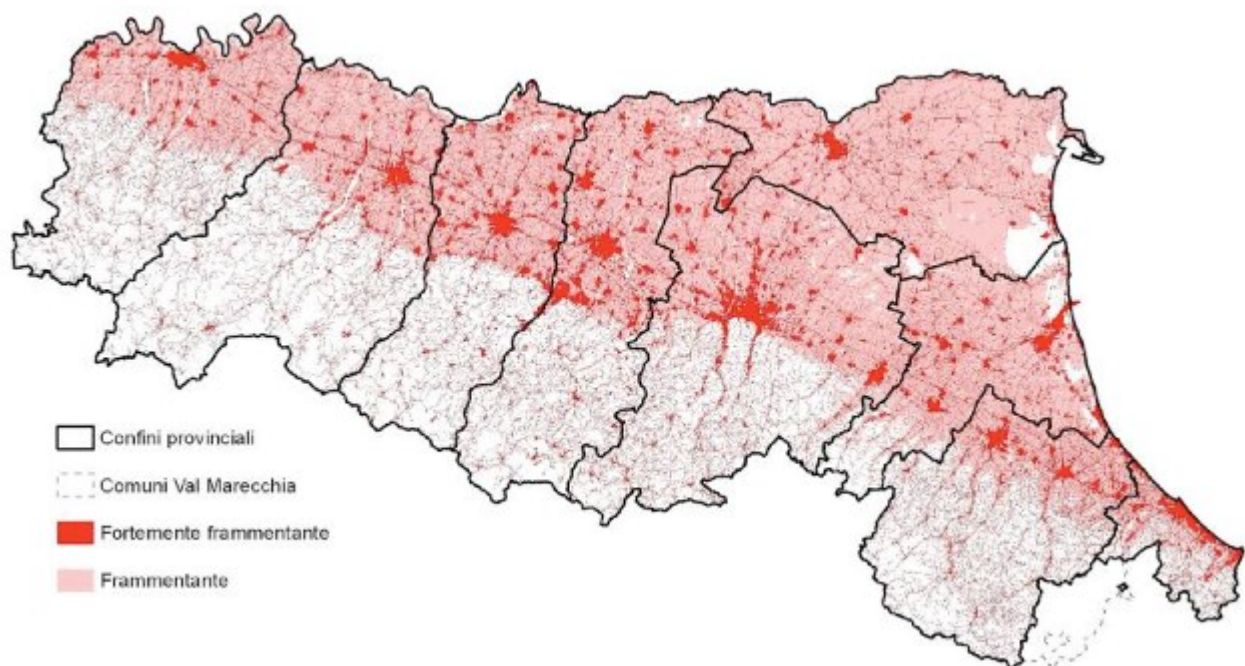 Confini provinciali
Comuni Val Marecchia
Fortemente frammentante
Frammentante